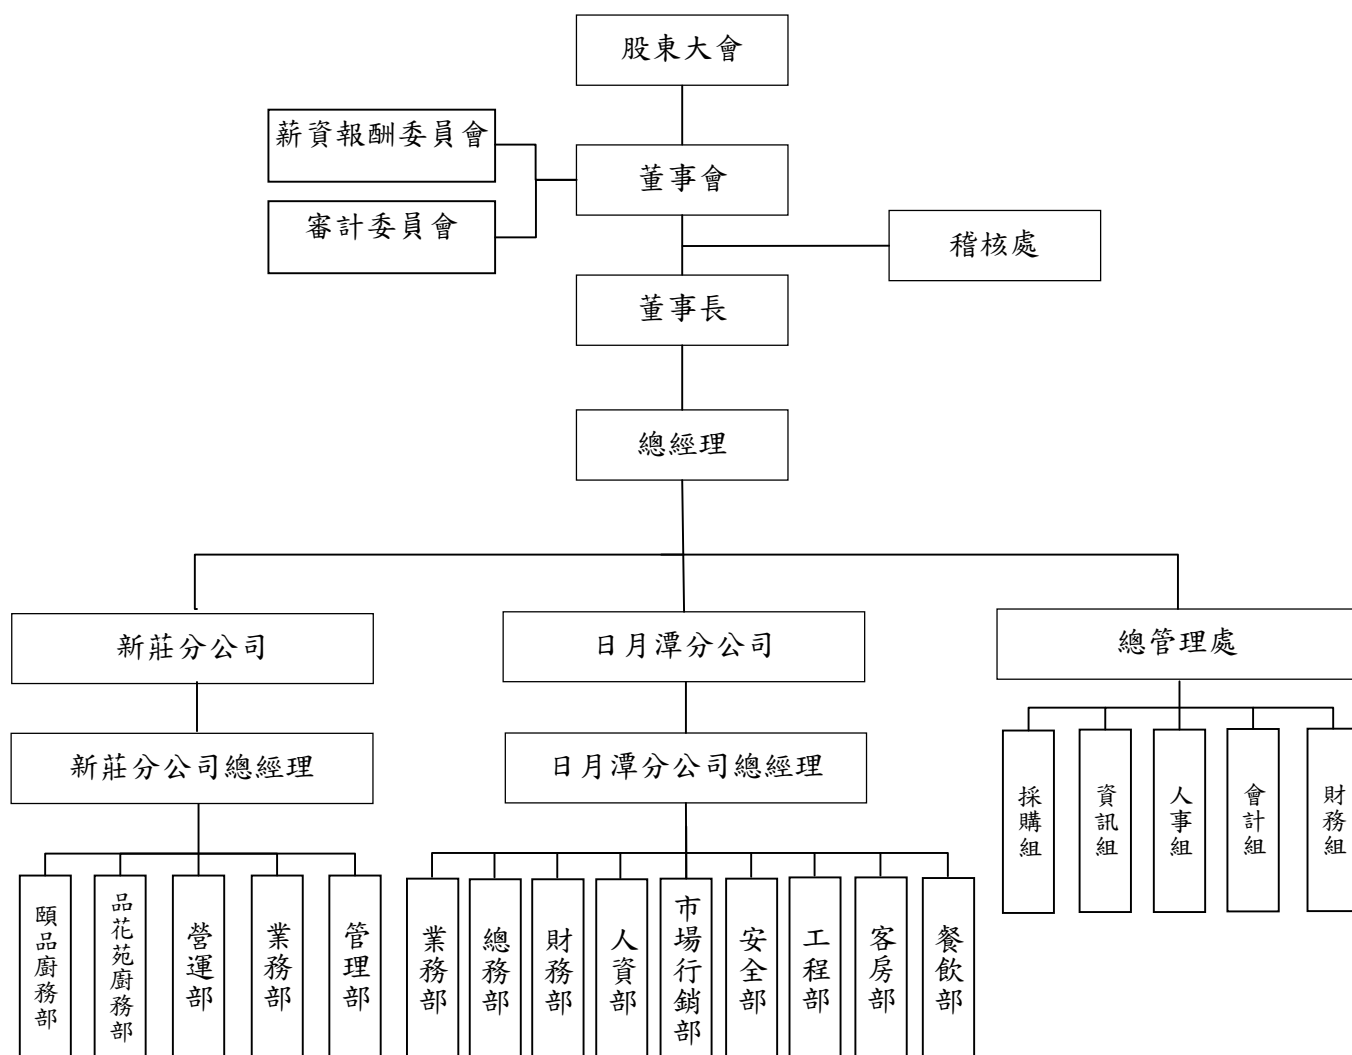 股東大會
薪資報酬委員會
董事會
審計委員會
稽核處
董事長
總經理
新莊分公司
日月潭分公司
總管理處
新莊分公司總經理
日月潭分公司總經理
採購組
資訊組
人事組
會計組
財務組
頤品廚務部
品花苑廚務部
營運部
業務部
管理部
業務部
總務部
財務部
人資部
市場行銷部
安全部
工程部
客房部
餐飲部